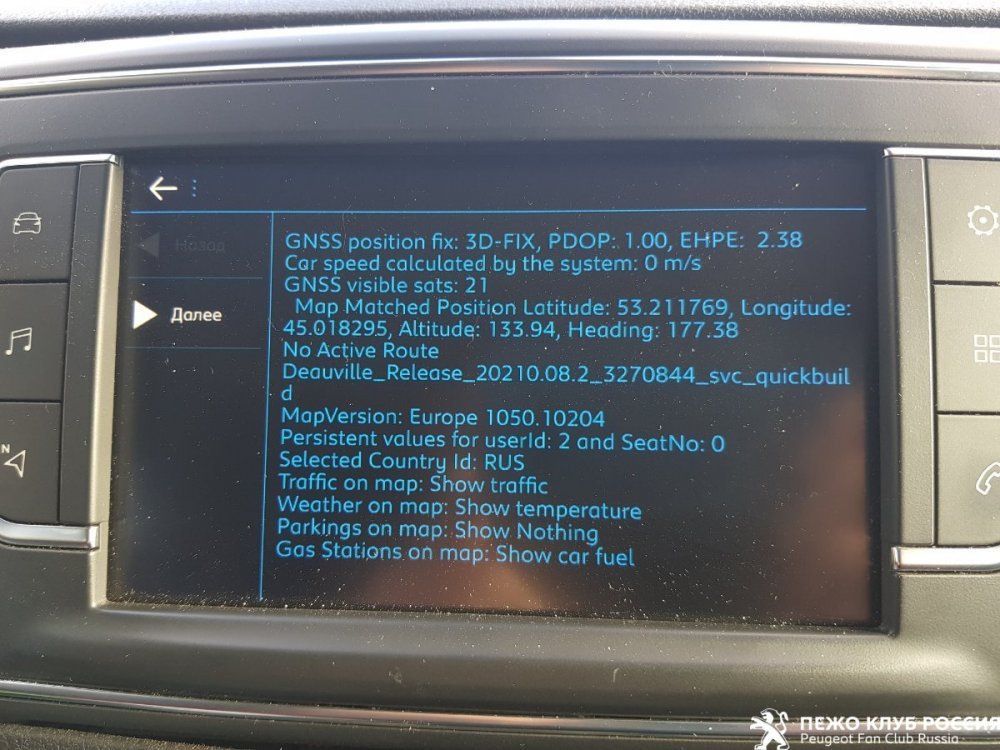 Назад
Далее
GNSS position fix: 3D-FIX, PDOP: 1.00, EHPE: 2.38
Car speed calculated by the system: 0 m/s
GNSS visible sats: 21
Map Matched Position Latitude: 53.211769, Longitude:
45.018295, Altitude: 133.94, Heading: 177.38
No Active Route
Deauville_Release_20210.08.2_3270844_svc_quickbuil
d
MapVersion: Europe 1050.10204
Persistent values for userId: 2 and SeatNo: 0
Selected Country Id: RUS
Traffic on map: Show traffic
Weather on map: Show temperature
Parkings on map: Show Nothing
Gas Stations on map: Show car fuel
N
ПЕЖО КЛУБ РОССИЯ
Peugeot Fan Club Russia